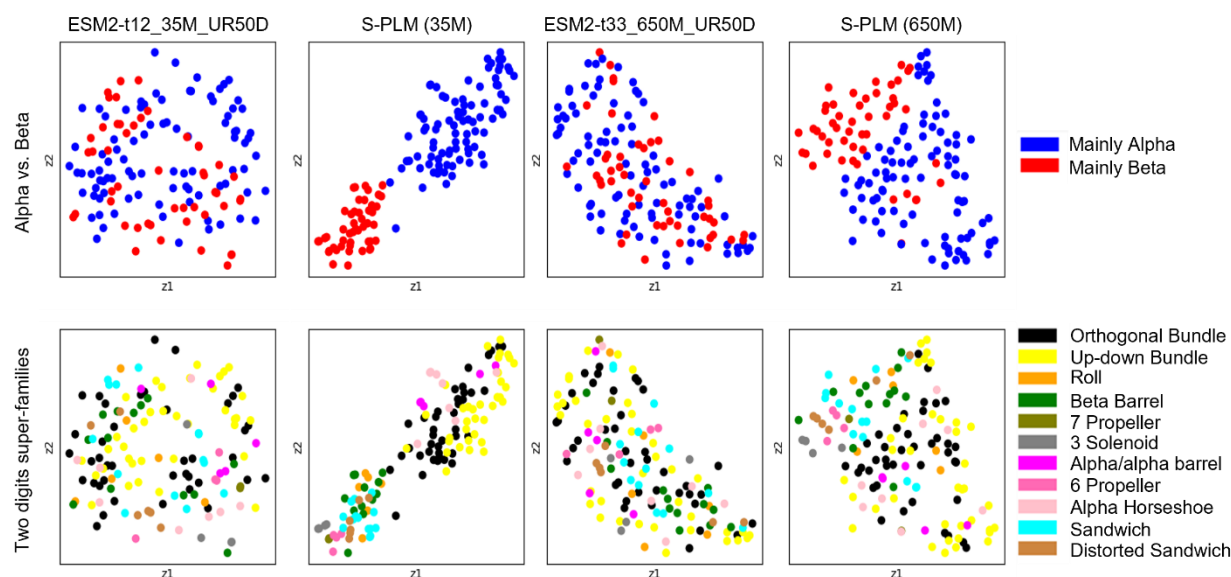 ESM2-t12_35M_UR50D
S-PLM (35M)
ESM2-t33_650M_UR50D
S-PLM (650M)
Alpha vs. Beta
z2
z2
z2
z2
z1
z1
z1
z1
Mainly Alpha
Mainly Beta
Two digits super-families
z2
z2
z2
z2
z1
z1
z1
z1
Orthogonal Bundle
Up-down Bundle
Roll
Beta Barrel
7 Propeller
3 Solenoid
Alpha/alpha barrel
6 Propeller
Alpha Horseshoe
Sandwich
Distorted Sandwich